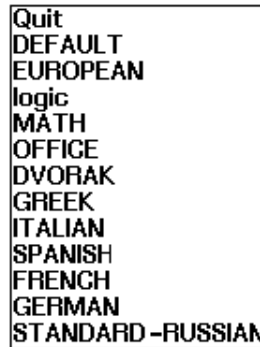 Quit
DEFAULT
EUROPEAN
logic
MATH
OFFICE
DVORAK
GREEK
ITALIAN
SPANISH
FRENCH
GERMAN
STANDARD-RUSSIAN